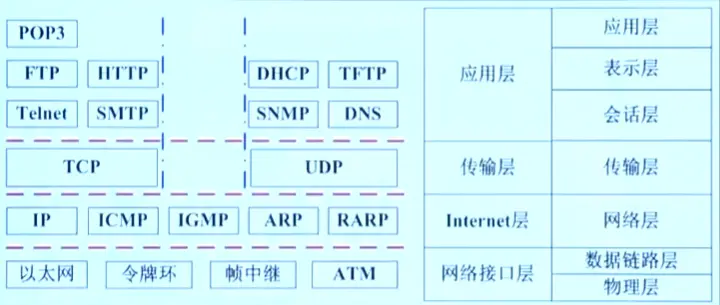 POP3
FTP HTTP DHCP TFTP
Telnet SMTP SNMP DNS
TCP UDP
IP ICMP IGMP ARP RARP
以太网 令牌环 帧中继 ATM
应用层 应用层
表示层
会话层
传输层 传输层
Internet层 网络层
网络接口层 数据链路层
物理层